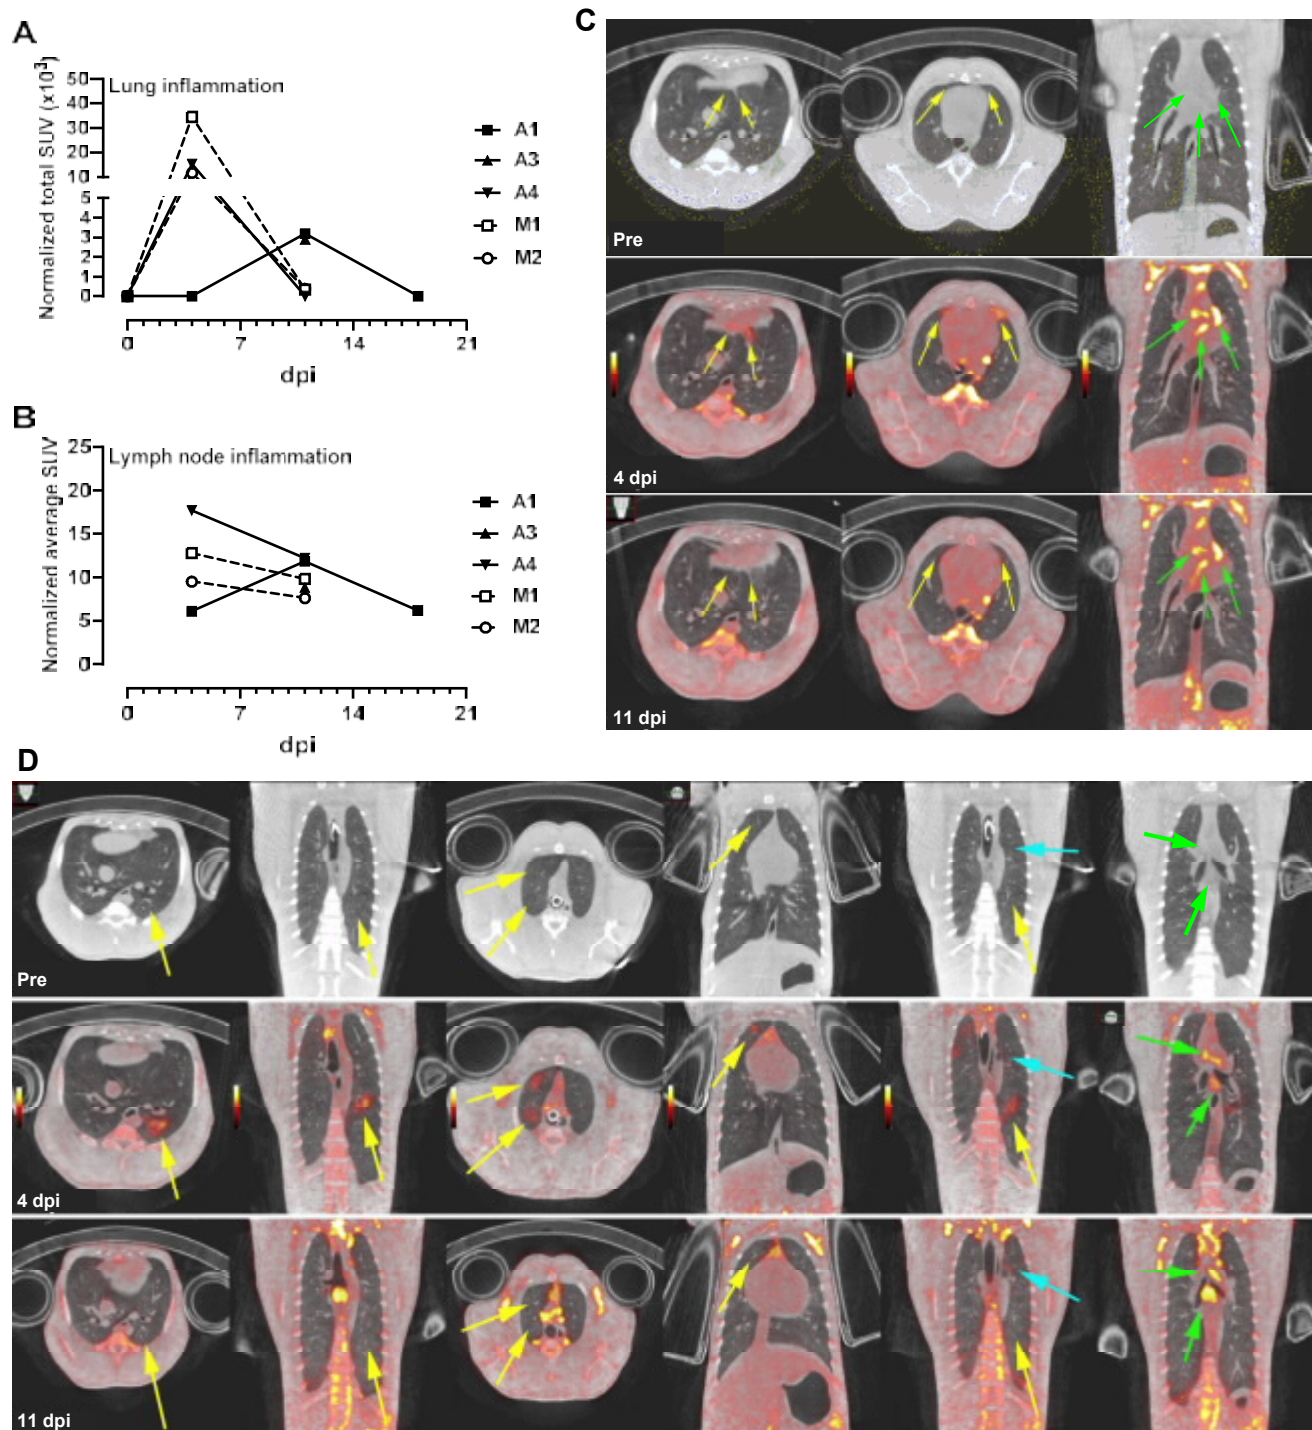 A
Normalized total SUV (x10³)
Lung inflammation
50
40
30
20
10
5
4
3
2
1
0
0 7 14 21
dpi
A1
A3
A4
M1
M2
B
Normalized average SUV
Lymph node inflammation
25
20
15
10
5
0
0 7 14 21
dpi
A1
A3
A4
M1
M2
C
Pre
4 dpi
11 dpi
D
Pre
4 dpi
11 dpi